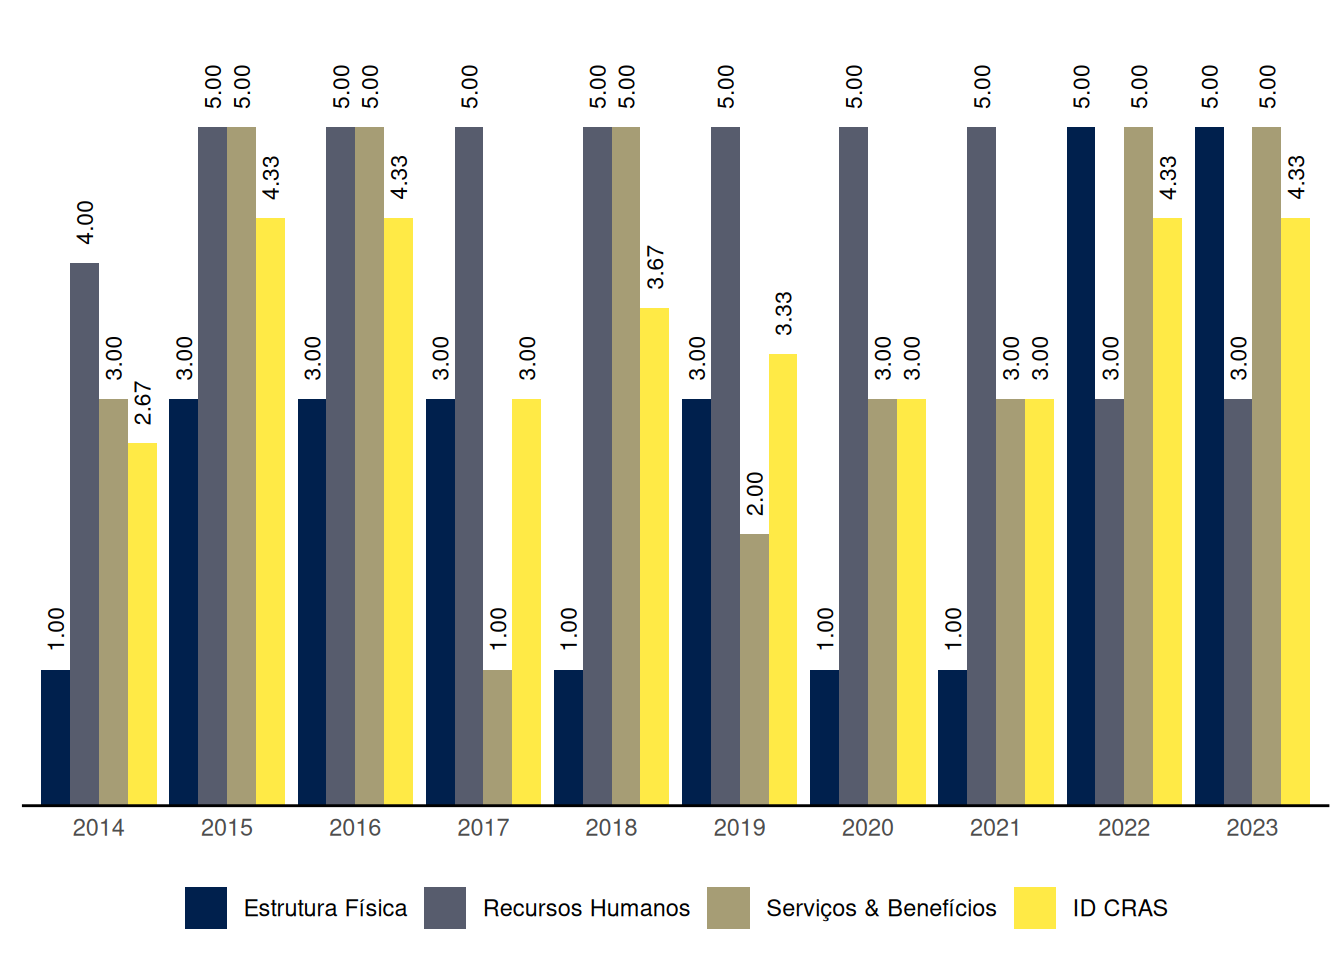 5.00 5.00 5.00 5.00 5.00 5.00 5.00 5.00 5.00 5.00 5.00 5.00 5.00 5.00
4.33 4.33 4.33 4.33
4.00
3.67
3.33
3.00 3.00 3.00 3.00 3.00 3.00 3.00 3.00 3.00 3.00 3.00 3.00
2.67
2.00
1.00 1.00 1.00 1.00 1.00
2014 2015 2016 2017 2018 2019 2020 2021 2022 2023
Estrutura Física Recursos Humanos Serviços & Benefícios ID CRAS